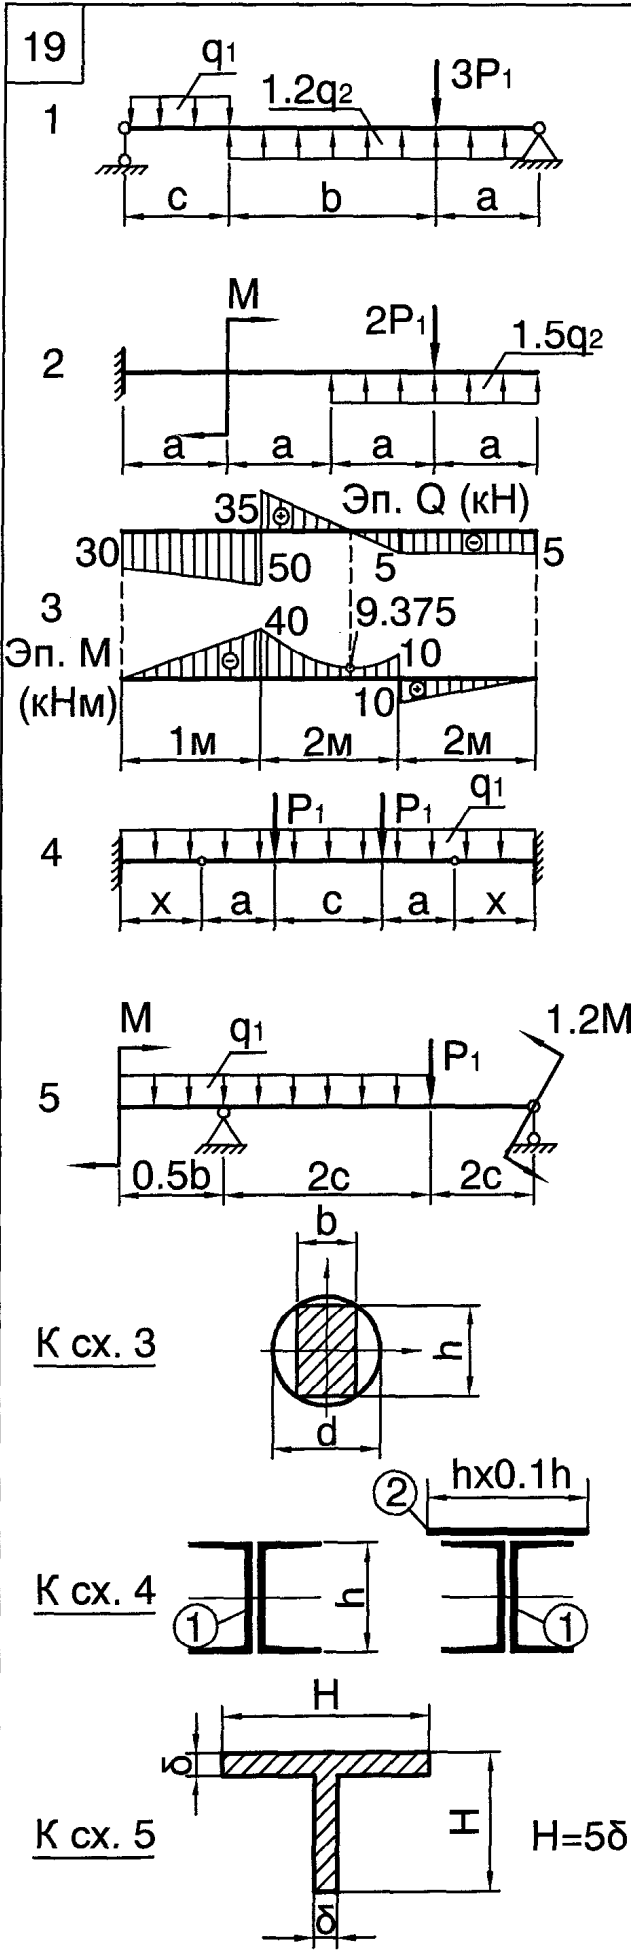 19
q1
1.2q2
3P1
1
c
b
a
M
2P1
1.5q2
2
a
a
a
a
35
Эп. Q (кН)
30
50
5
5
3
40
9.375
Эп. М
10
(кНм)
10
1м
2м
2м
P1
P1
q1
4
x
a
c
a
x
M
q1
P1
1.2M
5
0.5b
2c
2c
b
К сх. 3
h
d
2
hx0.1h
К сх. 4
1
h
1
H
δ
К сх. 5
H
H=5δ
δ